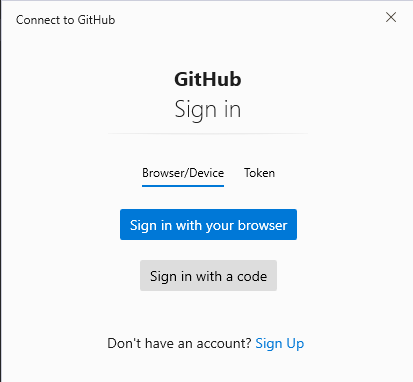 Connect to GitHub
GitHub
Sign in
Browser/Device Token
Sign in with your browser
Sign in with a code
Don't have an account? Sign Up